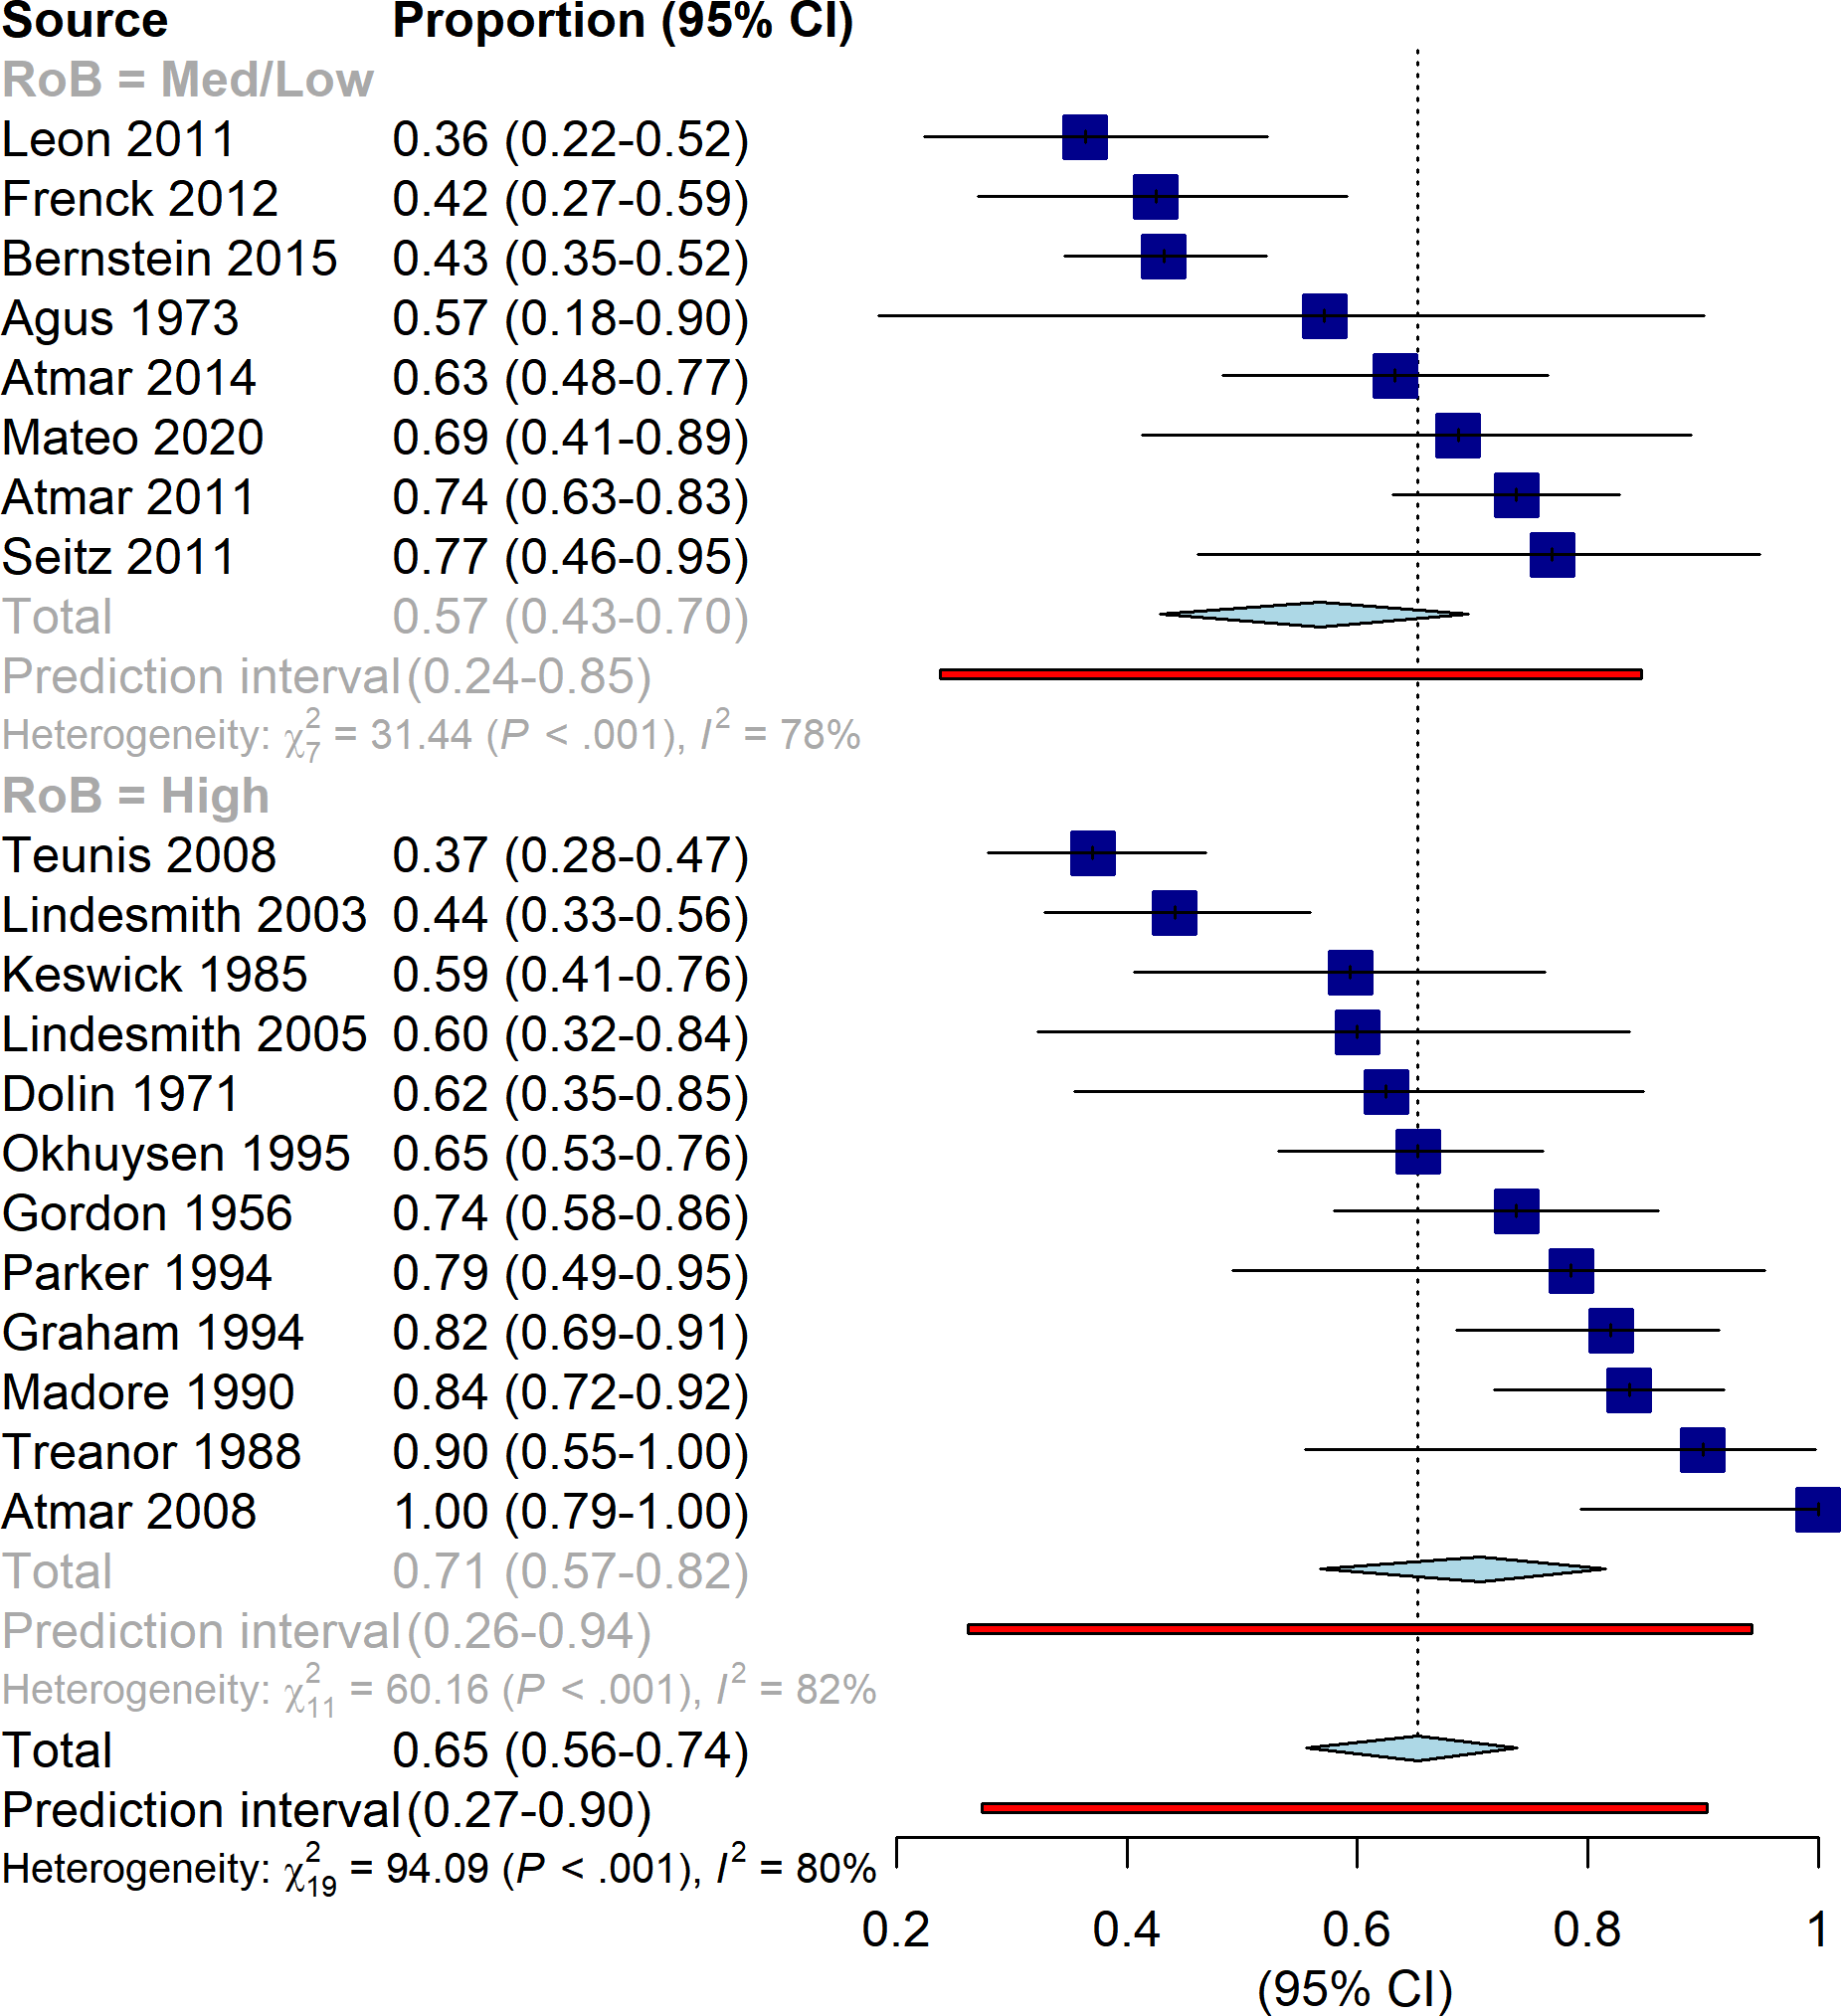 Source Proportion (95% CI)
RoB = Med/Low
Leon 2011 0.36 (0.22-0.52)
Frenck 2012 0.42 (0.27-0.59)
Bernstein 2015 0.43 (0.35-0.52)
Agus 1973 0.57 (0.18-0.90)
Atmar 2014 0.63 (0.48-0.77)
Mateo 2020 0.69 (0.41-0.89)
Atmar 2011 0.74 (0.63-0.83)
Seitz 2011 0.77 (0.46-0.95)
Total 0.57 (0.43-0.70)
Prediction interval (0.24-0.85)
Heterogeneity: χ²₇ = 31.44 (P < .001), I² = 78%
RoB = High
Teunis 2008 0.37 (0.28-0.47)
Lindesmith 2003 0.44 (0.33-0.56)
Keswick 1985 0.59 (0.41-0.76)
Lindesmith 2005 0.60 (0.32-0.84)
Dolin 1971 0.62 (0.35-0.85)
Okhuysen 1995 0.65 (0.53-0.76)
Gordon 1956 0.74 (0.58-0.86)
Parker 1994 0.79 (0.49-0.95)
Graham 1994 0.82 (0.69-0.91)
Madore 1990 0.84 (0.72-0.92)
Treanor 1988 0.90 (0.55-1.00)
Atmar 2008 1.00 (0.79-1.00)
Total 0.71 (0.57-0.82)
Prediction interval (0.26-0.94)
Heterogeneity: χ²₁₁ = 60.16 (P < .001), I² = 82%
Total 0.65 (0.56-0.74)
Prediction interval (0.27-0.90)
Heterogeneity: χ²₁₉ = 94.09 (P < .001), I² = 80%
0.2 0.4 0.6 0.8 1
(95% CI)